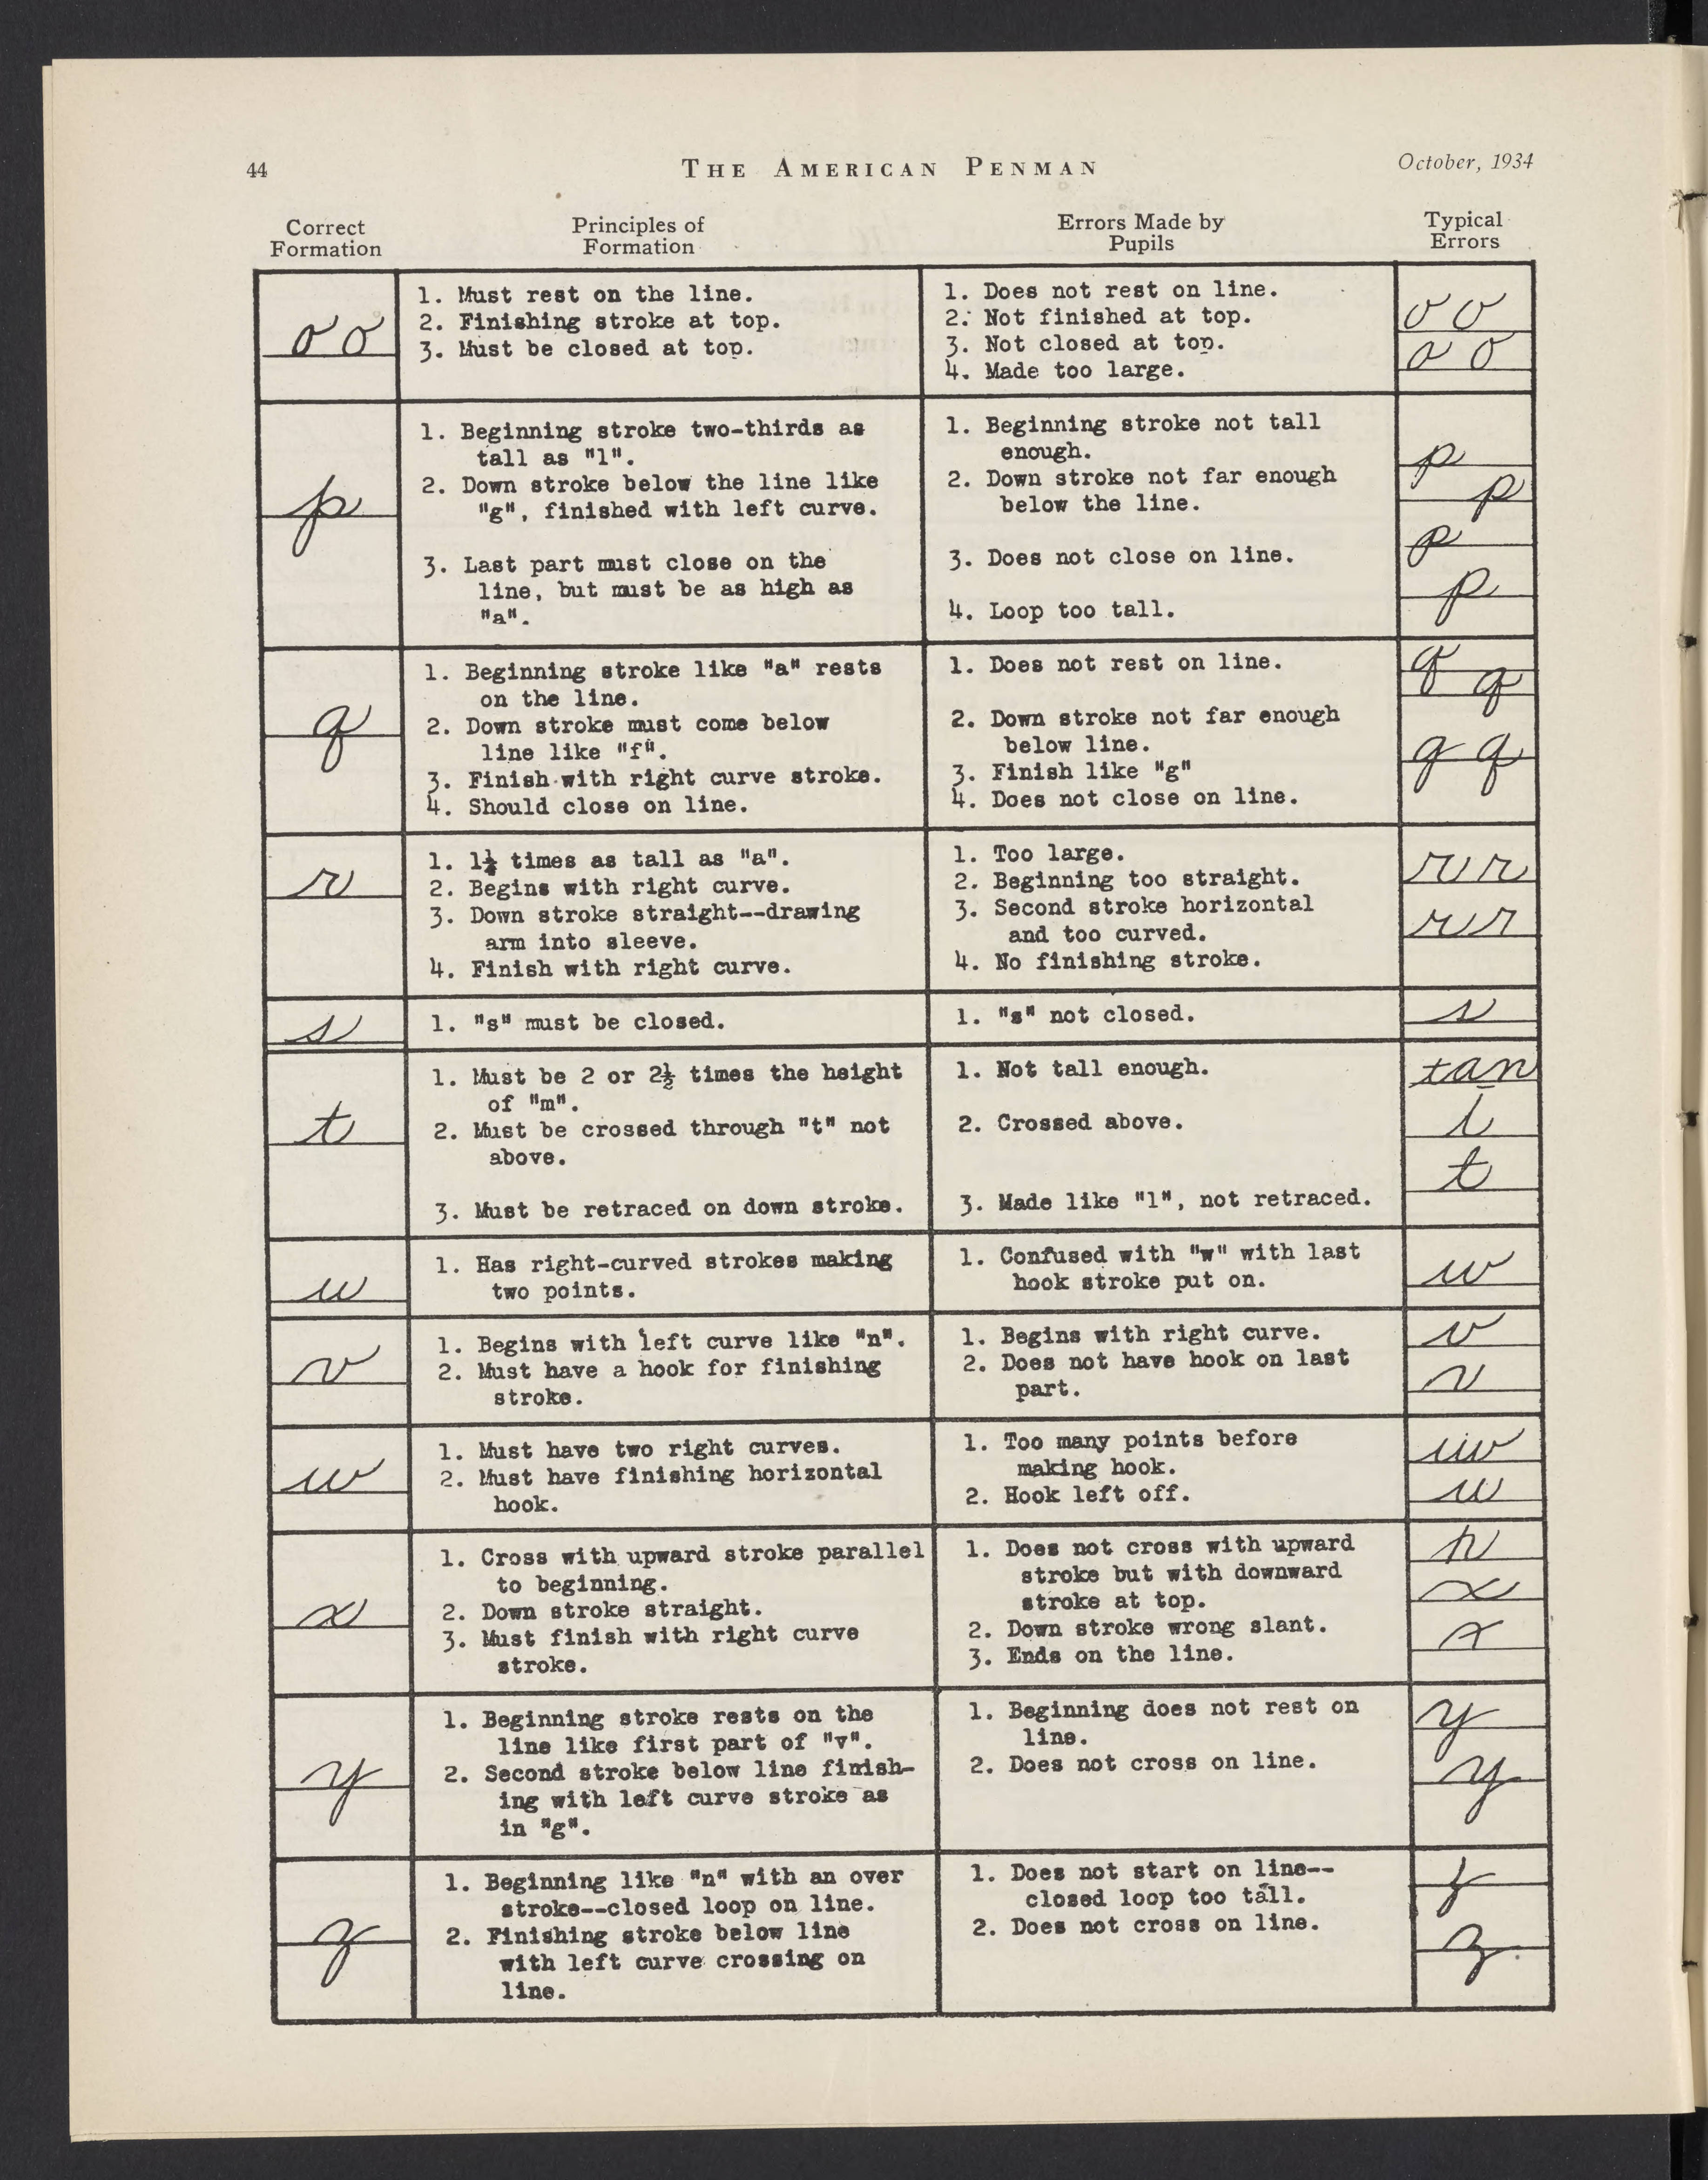 44
THE AMERICAN PENMAN
October, 1934
Correct
Formation
Principles of
Formation
Errors Made by
Pupils
Typical
Errors
o o
1. Must rest on the line.
2. Finishing stroke at top.
3. Must be closed at top.
1. Does not rest on line.
2. Not finished at top.
3. Not closed at top.
4. Made too large.
o o
o o
p
1. Beginning stroke two-thirds as
tall as "l".
2. Down stroke below the line like
"g", finished with left curve.
3. Last part must close on the
line, but must be as high as
"a".
1. Beginning stroke not tall
enough.
2. Down stroke not far enough
below the line.
3. Does not close on line.
4. Loop too tall.
p
p
p
p
q
1. Beginning stroke like "a" rests
on the line.
2. Down stroke must come below
line like "f".
3. Finish with right curve stroke.
4. Should close on line.
1. Does not rest on line.
2. Down stroke not far enough
below line.
3. Finish like "g"
4. Does not close on line.
q q
g q
r
1. 1¼ times as tall as "a".
2. Begins with right curve.
3. Down stroke straight--drawing
arm into sleeve.
4. Finish with right curve.
1. Too large.
2. Beginning too straight.
3. Second stroke horizontal
and too curved.
4. No finishing stroke.
r r
r r
s
1. "s" must be closed.
1. "s" not closed.
s
t
1. Must be 2 or 2½ times the height
of "m".
2. Must be crossed through "t" not
above.
3. Must be retraced on down stroke.
1. Not tall enough.
2. Crossed above.
3. Made like "l", not retraced.
tan
t
t
u
1. Has right-curved strokes making
two points.
1. Confused with "w" with last
hook stroke put on.
w
v
1. Begins with left curve like "n".
2. Must have a hook for finishing
stroke.
1. Begins with right curve.
2. Does not have hook on last
part.
v
v
w
1. Must have two right curves.
2. Must have finishing horizontal
hook.
1. Too many points before
making hook.
2. Hook left off.
w
u
x
1. Cross with upward stroke parallel
to beginning.
2. Down stroke straight.
3. Must finish with right curve
stroke.
1. Does not cross with upward
stroke but with downward
stroke at top.
2. Down stroke wrong slant.
3. Ends on the line.
x
x
y
1. Beginning stroke rests on the
line like first part of "v".
2. Second stroke below line finish-
ing with left curve stroke as
in "g".
1. Beginning does not rest on
line.
2. Does not cross on line.
y
y
z
1. Beginning like "n" with an over
stroke--closed loop on line.
2. Finishing stroke below line
with left curve crossing on
line.
1. Does not start on line--
closed loop too tall.
2. Does not cross on line.
z
z